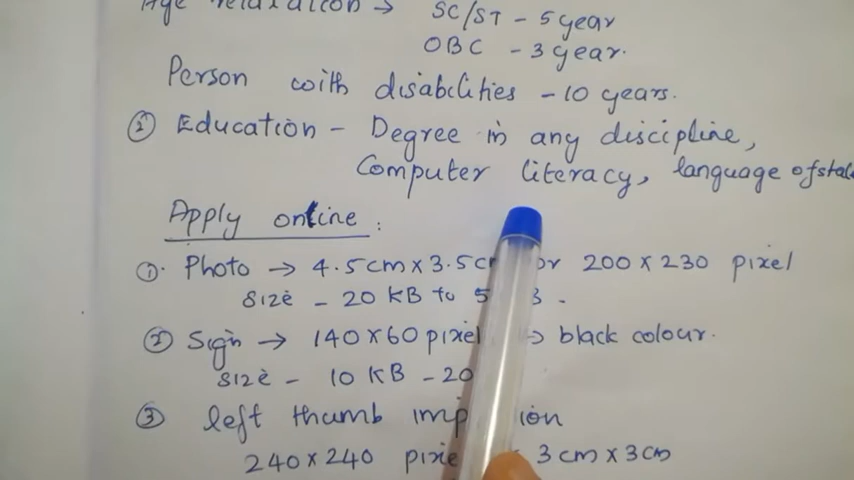 Age relaxation → SC/ST - 5 year
OBC - 3 year.
Person with disabilities - 10 years.
② Education - Degree in any discipline,
Computer literacy, language of
Apply online :
① Photo → 4.5cm x 3.5c or 200 x 230 pixel
size - 20 KB to 5
② Sign → 140 x 60 pixel → black colour.
size - 10 KB - 20
③ left thumb imp ion
240 x 240 pixe 3 cm x 3 cm